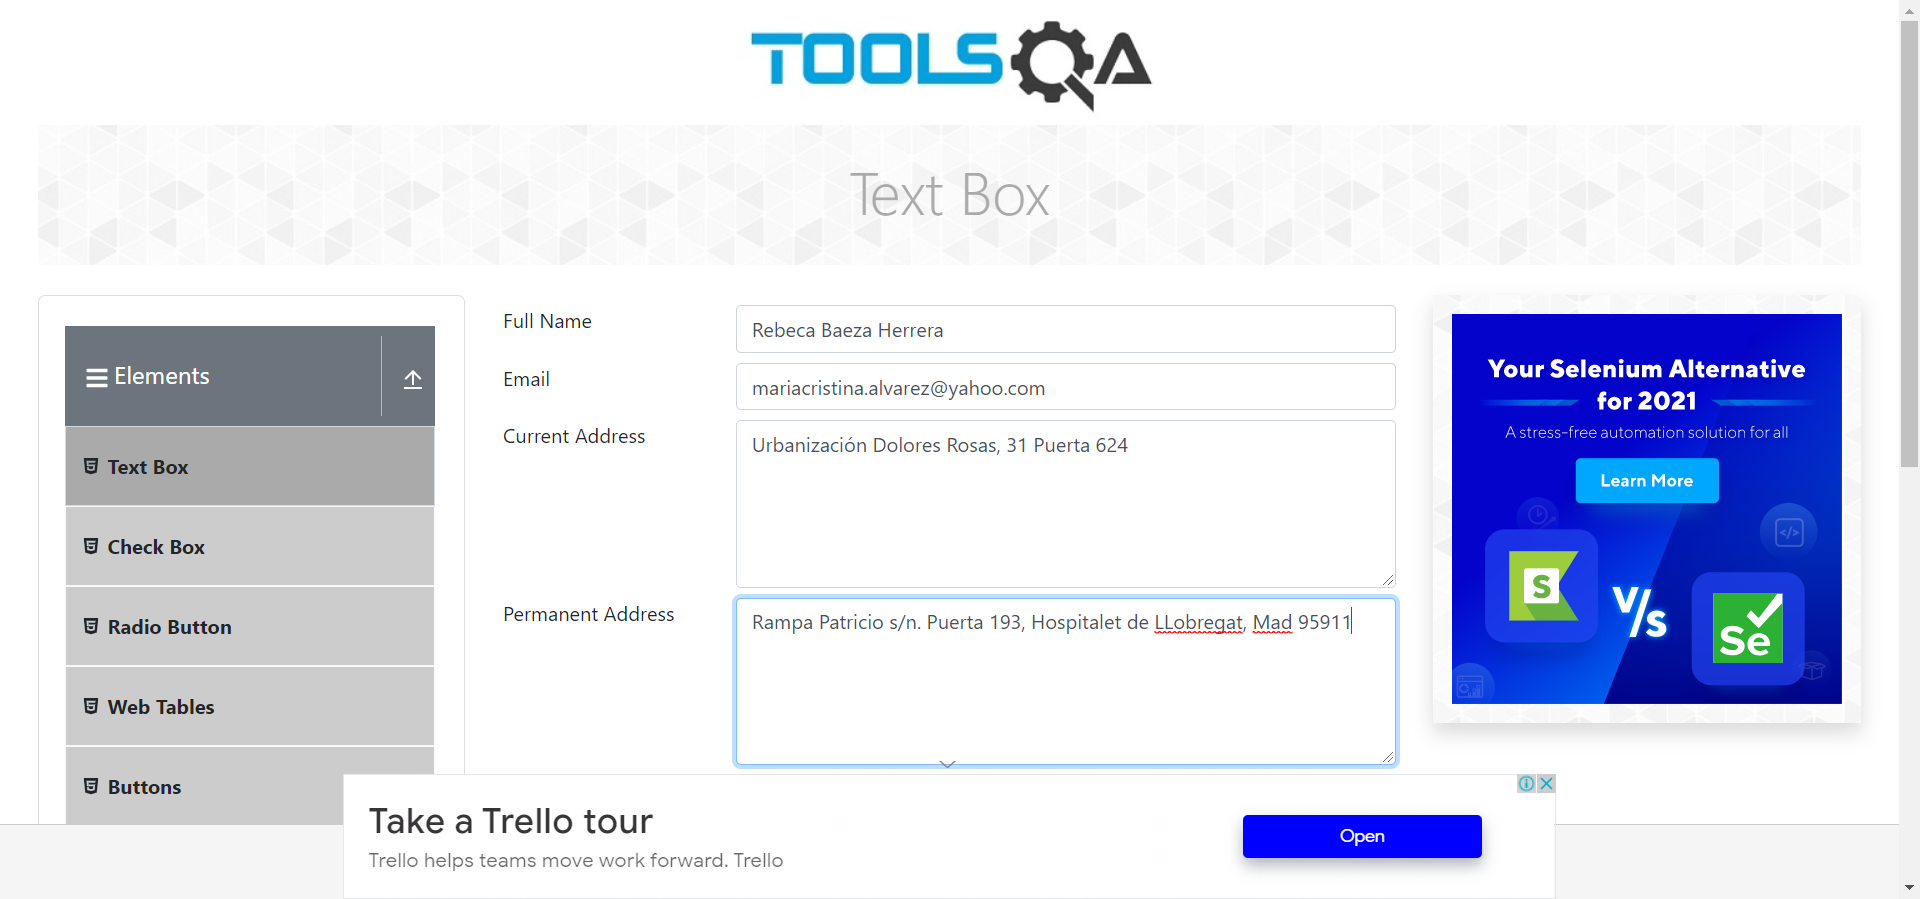 TOOLSQA
Text Box
Elements
Text Box
Check Box
Radio Button
Web Tables
Buttons
Full Name
Rebeca Baeza Herrera
Email
mariacristina.alvarez@yahoo.com
Current Address
Urbanización Dolores Rosas, 31 Puerta 624
Permanent Address
Rampa Patricio s/n. Puerta 193, Hospitalet de LLobregat, Mad 95911
Your Selenium Alternative
for 2021
A stress-free automation solution for all
Learn More
S
V/s
Se
Take a Trello tour
Trello helps teams move work forward. Trello
Open